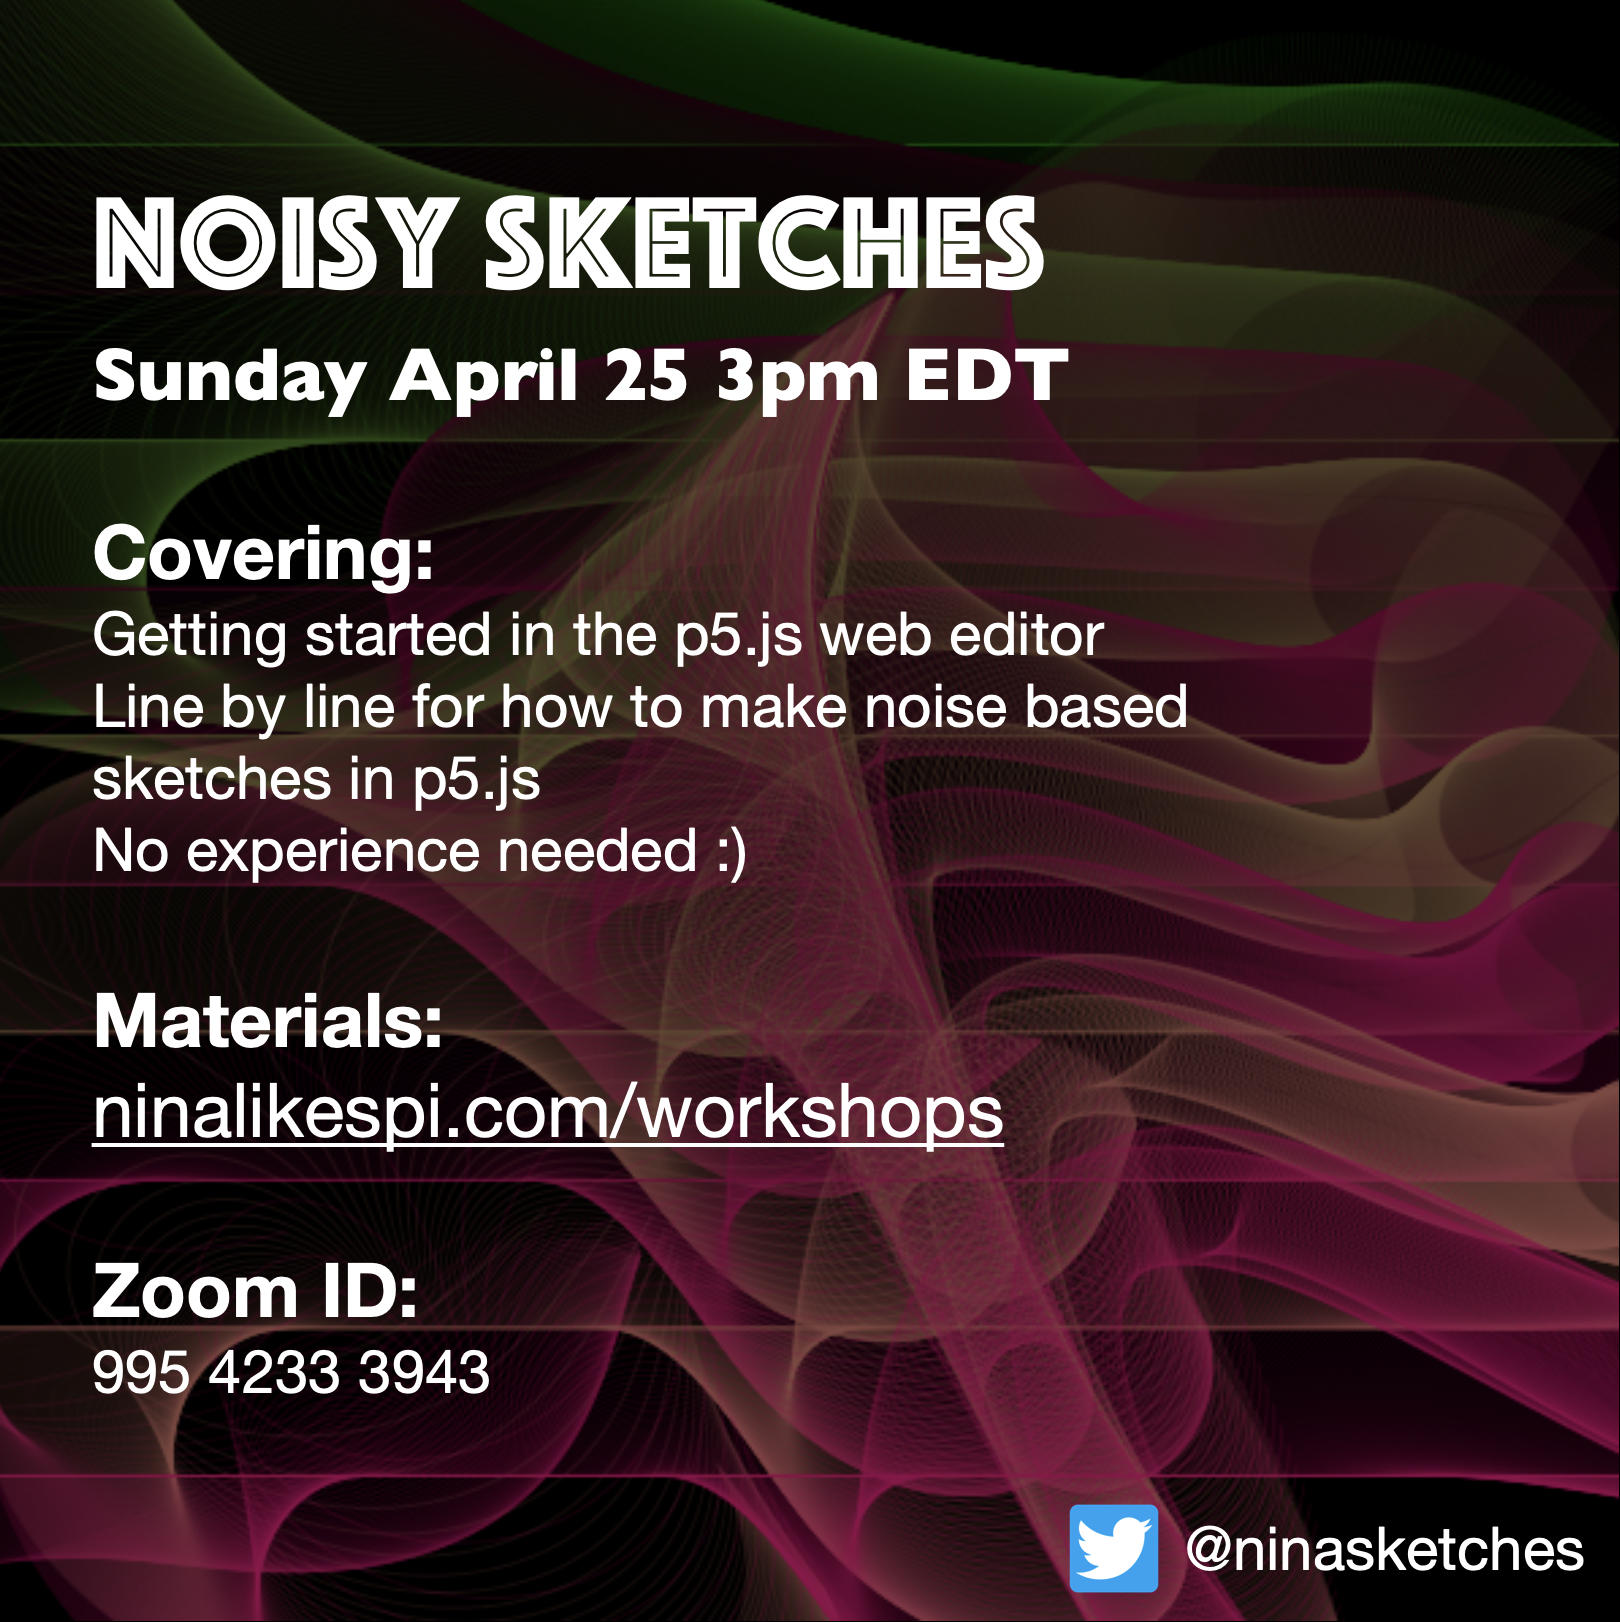 NOISY SKETCHES
Sunday April 25 3pm EDT
Covering:
Getting started in the p5.js web editor
Line by line for how to make noise based
sketches in p5.js
No experience needed :)
Materials:
ninalikespi.com/workshops
Zoom ID:
995 4233 3943
@ninasketches